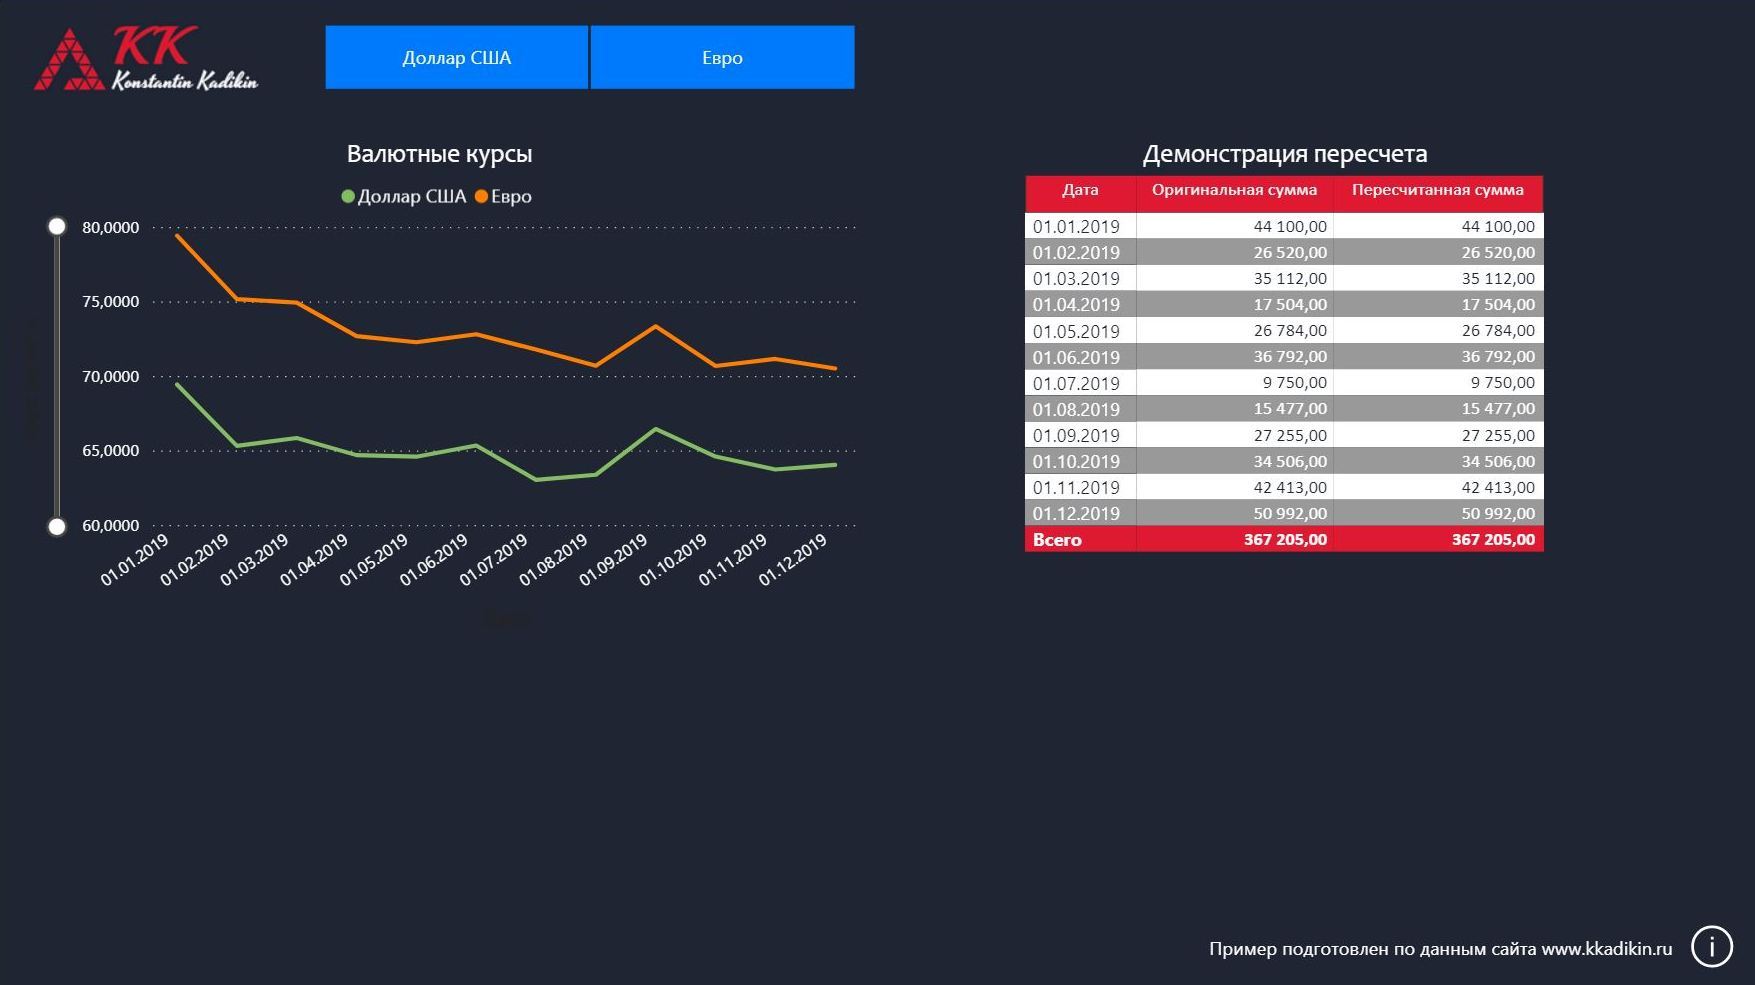 KK
Konstantin Kadikin
Доллар США
Евро
Валютные курсы
Доллар США Евро
80,0000
75,0000
70,0000
65,0000
60,0000
01.01.2019 01.02.2019 01.03.2019 01.04.2019 01.05.2019 01.06.2019 01.07.2019 01.08.2019 01.09.2019 01.10.2019 01.11.2019 01.12.2019
Демонстрация пересчета
Дата Оригинальная сумма Пересчитанная сумма
01.01.2019 44 100,00 44 100,00
01.02.2019 26 520,00 26 520,00
01.03.2019 35 112,00 35 112,00
01.04.2019 17 504,00 17 504,00
01.05.2019 26 784,00 26 784,00
01.06.2019 36 792,00 36 792,00
01.07.2019 9 750,00 9 750,00
01.08.2019 15 477,00 15 477,00
01.09.2019 27 255,00 27 255,00
01.10.2019 34 506,00 34 506,00
01.11.2019 42 413,00 42 413,00
01.12.2019 50 992,00 50 992,00
Всего 367 205,00 367 205,00
Пример подготовлен по данным сайта www.kkadikin.ru
i